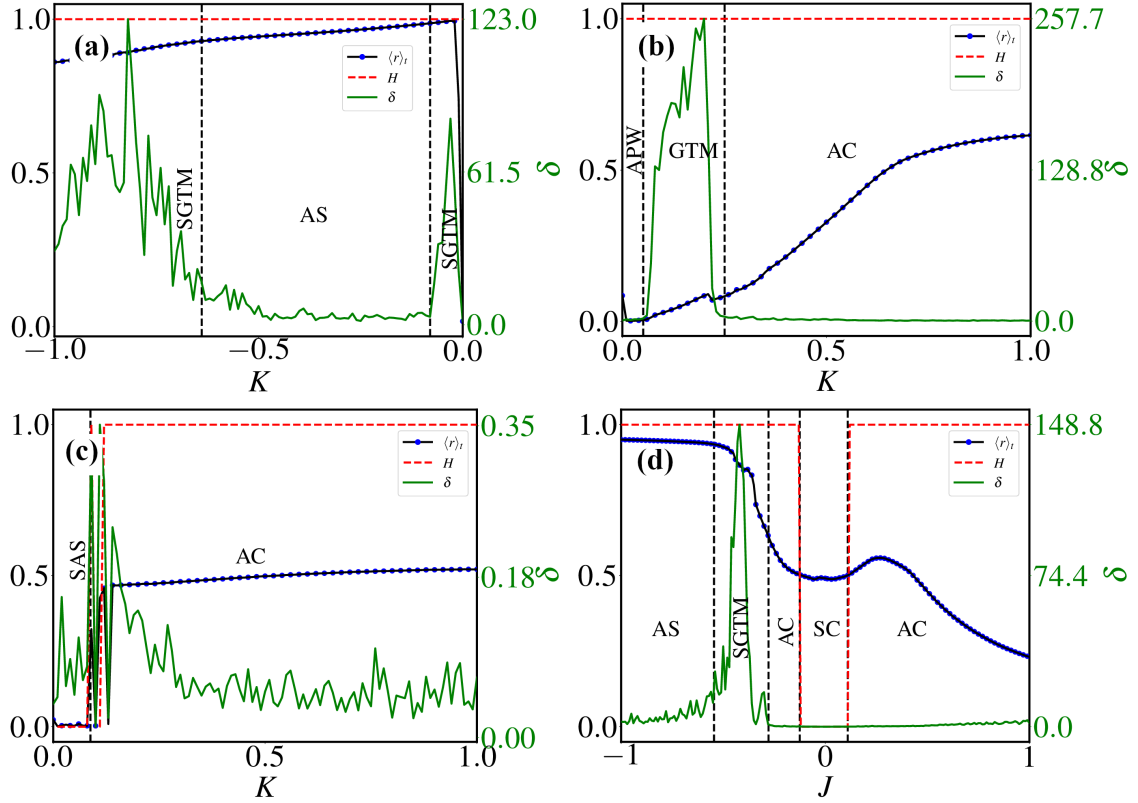 (a)
1.0
0.5
0.0
−1.0
−0.5
0.0
K
123.0
61.5
0.0
δ
⟨r⟩t
H
δ
SGTM
AS
SGTM
(b)
1.0
0.5
0.0
0.0
0.5
1.0
K
257.7
128.8
0.0
δ
⟨r⟩t
H
δ
APW
GTM
AC
(c)
1.0
0.5
0.0
0.0
0.5
1.0
K
0.35
0.18
0.00
δ
⟨r⟩t
H
δ
SAS
AC
(d)
1.0
0.5
0.0
−1
0
1
J
148.8
74.4
0.0
δ
⟨r⟩t
H
δ
AS
SGTM
AC
SC
AC